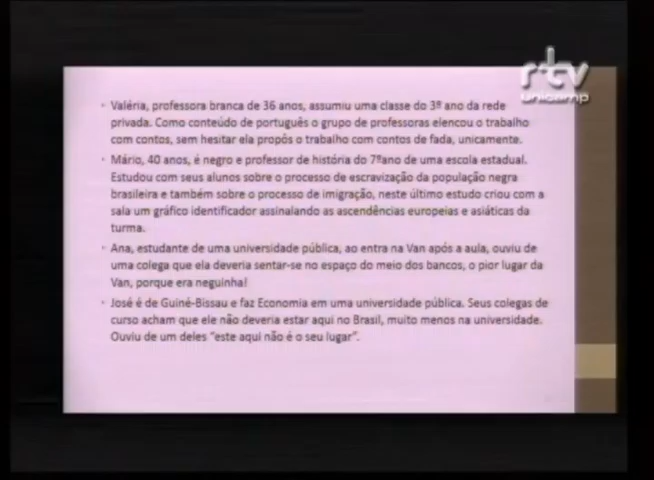 rtv
unicamp
Valéria, professora branca de 36 anos, assumiu uma classe do 3º ano da rede
privada. Como conteúdo de português o grupo de professoras elencou o trabalho
com contos, sem hesitar ela propôs o trabalho com contos de fada, unicamente.
Mário, 40 anos, é negro e professor de história do 7ºano de uma escola estadual.
Estudou com seus alunos sobre o processo de escravização da população negra
brasileira e também sobre o processo de imigração, neste último estudo criou com a
sala um gráfico identificador assinalando as ascendências europeias e asiáticas da
turma.
Ana, estudante de uma universidade pública, ao entra na Van após a aula, ouviu de
uma colega que ela deveria sentar-se no espaço do meio dos bancos, o pior lugar da
Van, porque era neguinha!
José é de Guiné-Bissau e faz Economia em uma universidade pública. Seus colegas de
curso acham que ele não deveria estar aqui no Brasil, muito menos na universidade.
Ouviu de um deles "este aqui não é o seu lugar".